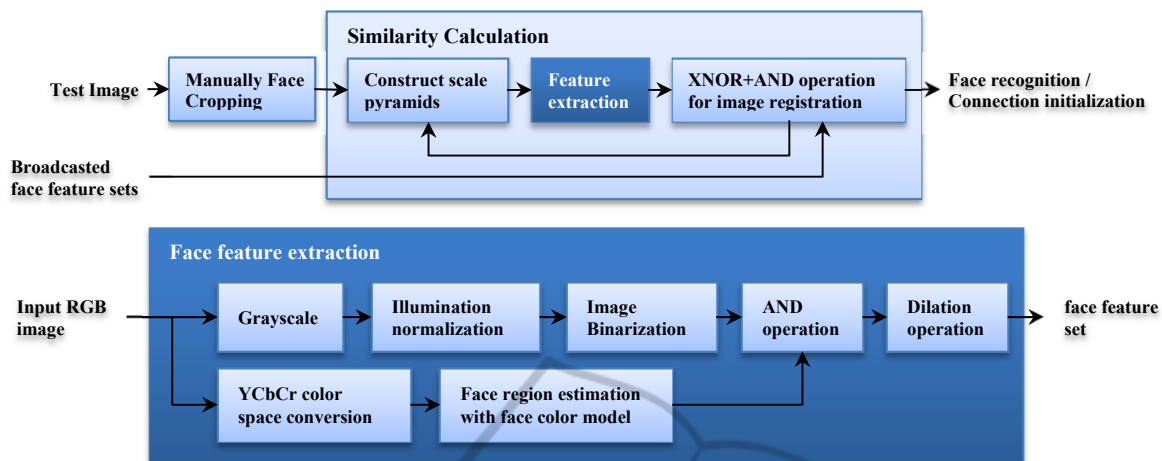 Similarity Calculation
Test Image
Manually Face
Cropping
Construct scale
pyramids
Feature
extraction
XNOR+AND operation
for image registration
Face recognition /
Connection initialization
Broadcasted
face feature sets
Face feature extraction
Input RGB
image
Grayscale
Illumination
normalization
Image
Binarization
AND
operation
Dilation
operation
face feature
set
YCbCr color
space conversion
Face region estimation
with face color model